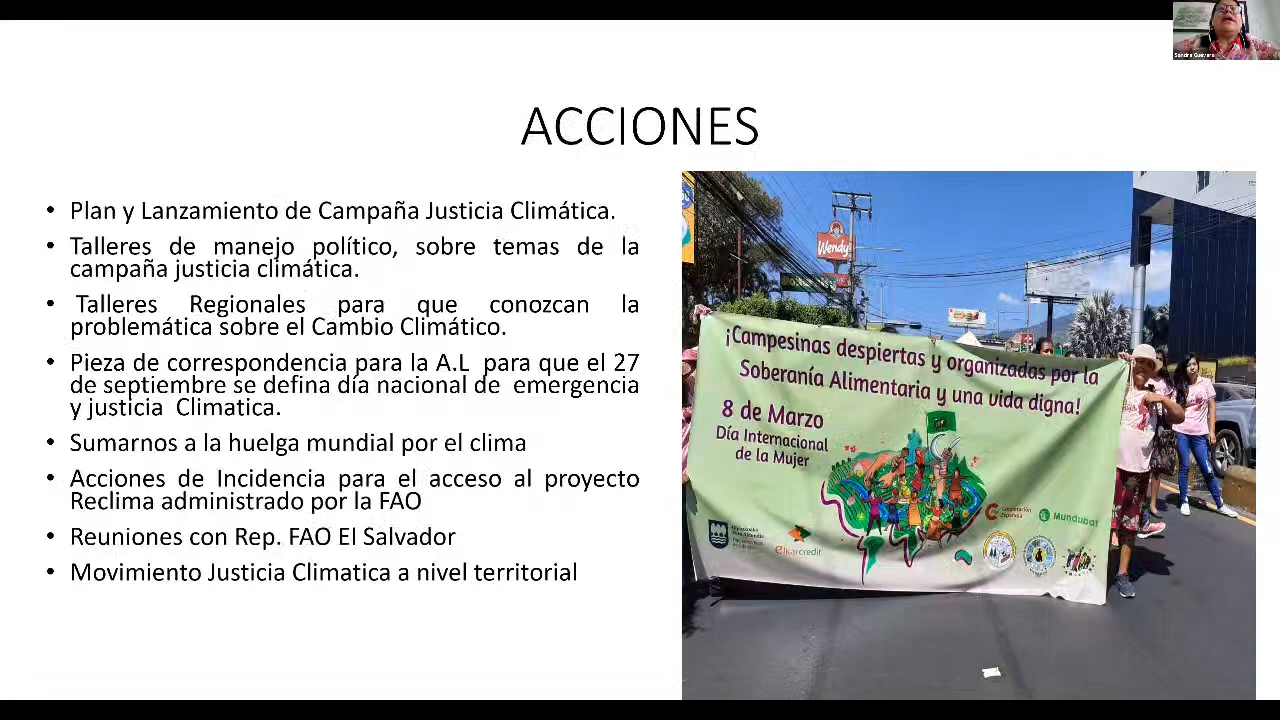 Sandra Guevara
ACCIONES
• Plan y Lanzamiento de Campaña Justicia Climática.
• Talleres de manejo político, sobre temas de la
campaña justicia climática.
• Talleres Regionales para que conozcan la
problemática sobre el Cambio Climático.
• Pieza de correspondencia para la A.L para que el 27
de septiembre se defina día nacional de emergencia
y justicia Climatica.
• Sumarnos a la huelga mundial por el clima
• Acciones de Incidencia para el acceso al proyecto
Reclima administrado por la FAO
• Reuniones con Rep. FAO El Salvador
• Movimiento Justicia Climatica a nivel territorial
Wendy's
¡Campesinas despiertas y organizadas por la
Soberanía Alimentaria y una vida digna!
8 de Marzo
Día Internacional
de la Mujer
Cooperación
Española
Mundubat
elkarcredit